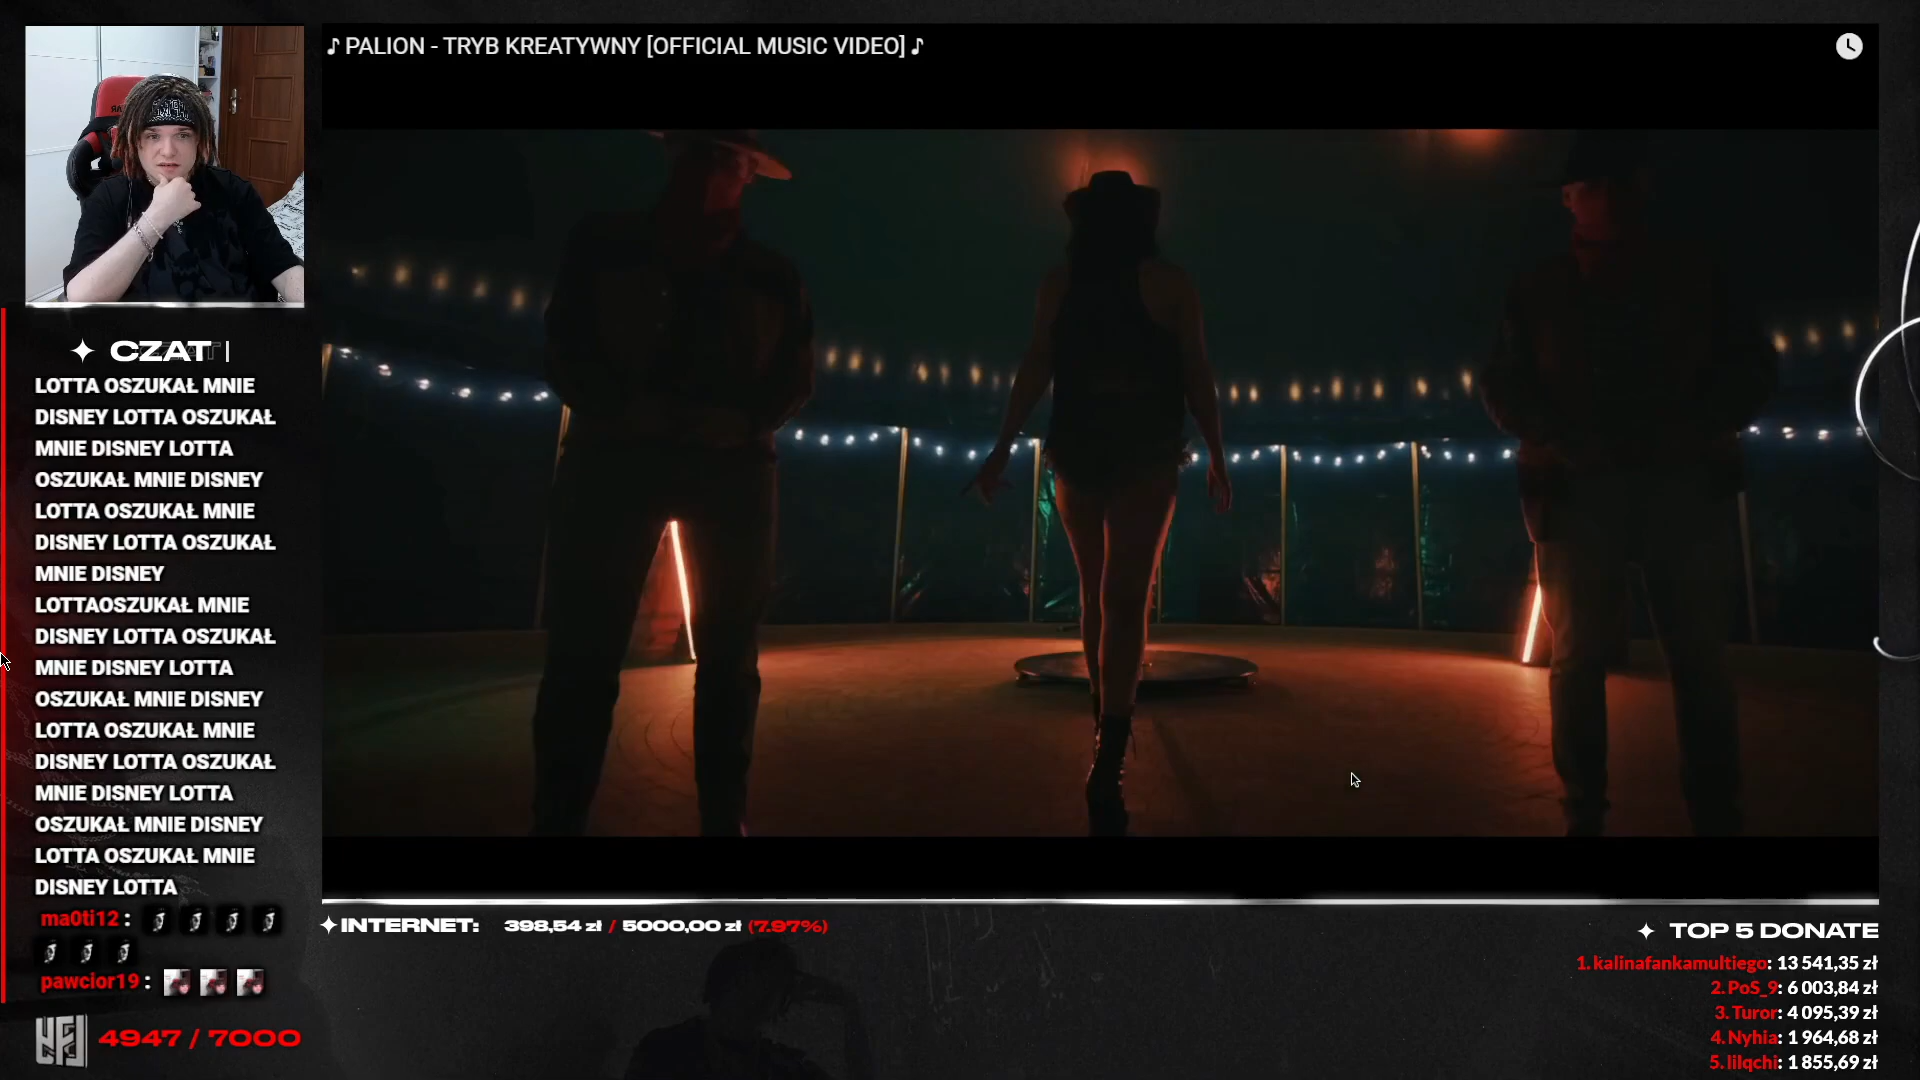 ♪ PALION - TRYB KREATYWNY [OFFICIAL MUSIC VIDEO] ♪
CZAT
LOTTA OSZUKAŁ MNIE
DISNEY LOTTA OSZUKAŁ
MNIE DISNEY LOTTA
OSZUKAŁ MNIE DISNEY
LOTTA OSZUKAŁ MNIE
DISNEY LOTTA OSZUKAŁ
MNIE DISNEY
LOTTAOSZUKAŁ MNIE
DISNEY LOTTA OSZUKAŁ
MNIE DISNEY LOTTA
OSZUKAŁ MNIE DISNEY
LOTTA OSZUKAŁ MNIE
DISNEY LOTTA OSZUKAŁ
MNIE DISNEY LOTTA
OSZUKAŁ MNIE DISNEY
LOTTA OSZUKAŁ MNIE
DISNEY LOTTA
ma0ti12 :
pawcior19 :
4947 / 7000
INTERNET: 398,54 zł / 5000,00 zł (7.97%)
TOP 5 DONATE
1. kalinafankamultiego: 13 541,35 zł
2. PoS_9: 6 003,84 zł
3. Turor: 4 095,39 zł
4. Nyhia: 1 964,68 zł
5. lilqchi: 1 855,69 zł